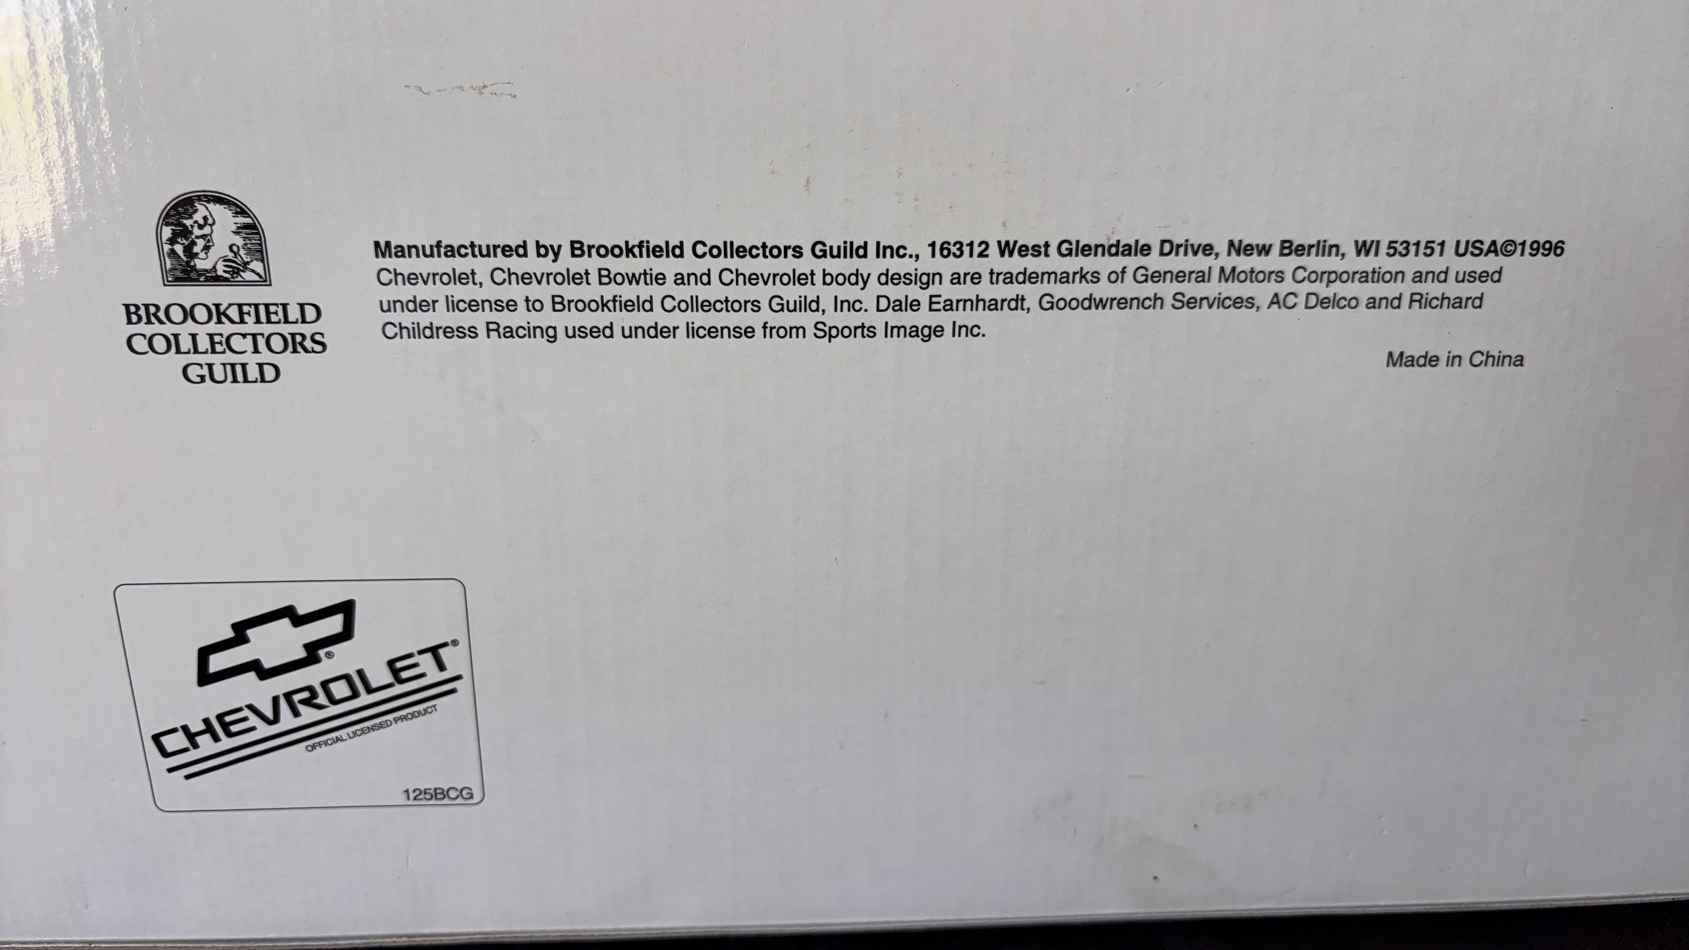 BROOKFIELD
COLLECTORS
GUILD
Manufactured by Brookfield Collectors Guild Inc., 16312 West Glendale Drive, New Berlin, WI 53151 USA©1996
Chevrolet, Chevrolet Bowtie and Chevrolet body design are trademarks of General Motors Corporation and used
under license to Brookfield Collectors Guild, Inc. Dale Earnhardt, Goodwrench Services, AC Delco and Richard
Childress Racing used under license from Sports Image Inc.
Made in China
®
CHEVROLET®
OFFICIAL LICENSED PRODUCT
125BCG